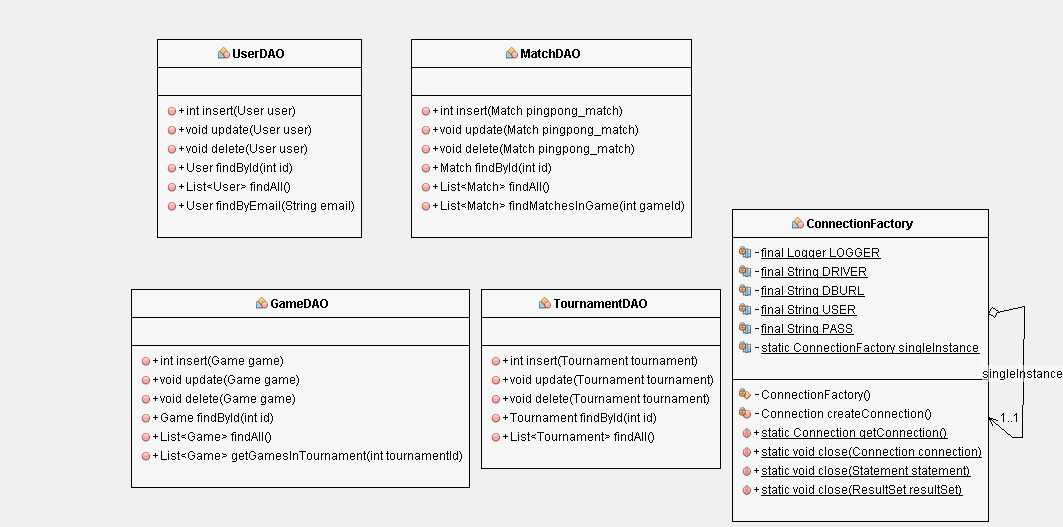 UserDAO
+int insert(User user)
+void update(User user)
+void delete(User user)
+User findById(int id)
+List<User> findAll()
+User findByEmail(String email)
MatchDAO
+int insert(Match pingpong_match)
+void update(Match pingpong_match)
+void delete(Match pingpong_match)
+Match findById(int id)
+List<Match> findAll()
+List<Match> findMatchesInGame(int gameId)
GameDAO
+int insert(Game game)
+void update(Game game)
+void delete(Game game)
+Game findById(int id)
+List<Game> findAll()
+List<Game> getGamesInTournament(int tournamentId)
TournamentDAO
+int insert(Tournament tournament)
+void update(Tournament tournament)
+void delete(Tournament tournament)
+Tournament findById(int id)
+List<Tournament> findAll()
ConnectionFactory
-final Logger LOGGER
-final String DRIVER
-final String DBURL
-final String USER
-final String PASS
-static ConnectionFactory singleInstance
-ConnectionFactory()
-Connection createConnection()
+static Connection getConnection()
+static void close(Connection connection)
+static void close(Statement statement)
+static void close(ResultSet resultSet)
singleInstance
1..1